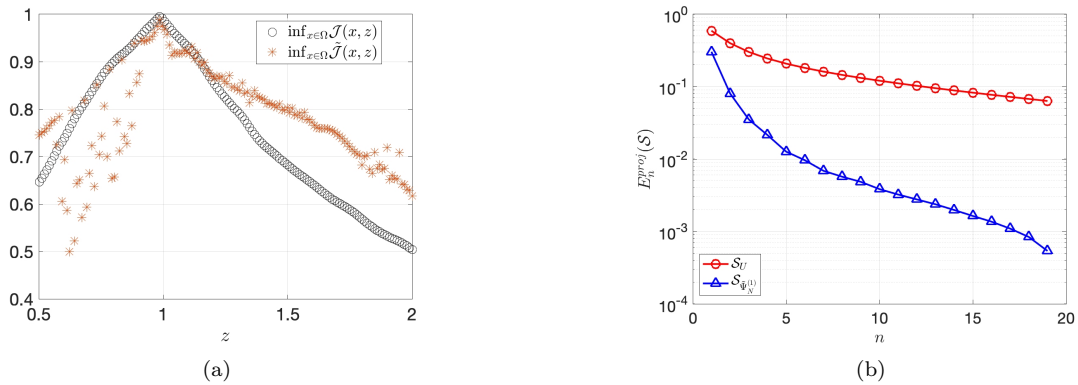 1
0.9
0.8
0.7
0.6
0.5
0.4
0.5 1 1.5 2
z
inf_{x∈Ω} 𝒥(x, z)
inf_{x∈Ω} 𝒥̃(x, z)
(a)
10^0
10^{-1}
10^{-2}
10^{-3}
10^{-4}
E_n^{proj}(𝒮)
0 5 10 15 20
n
𝒮_U
𝒮_{Ψ̃_N^{(1)}}
(b)